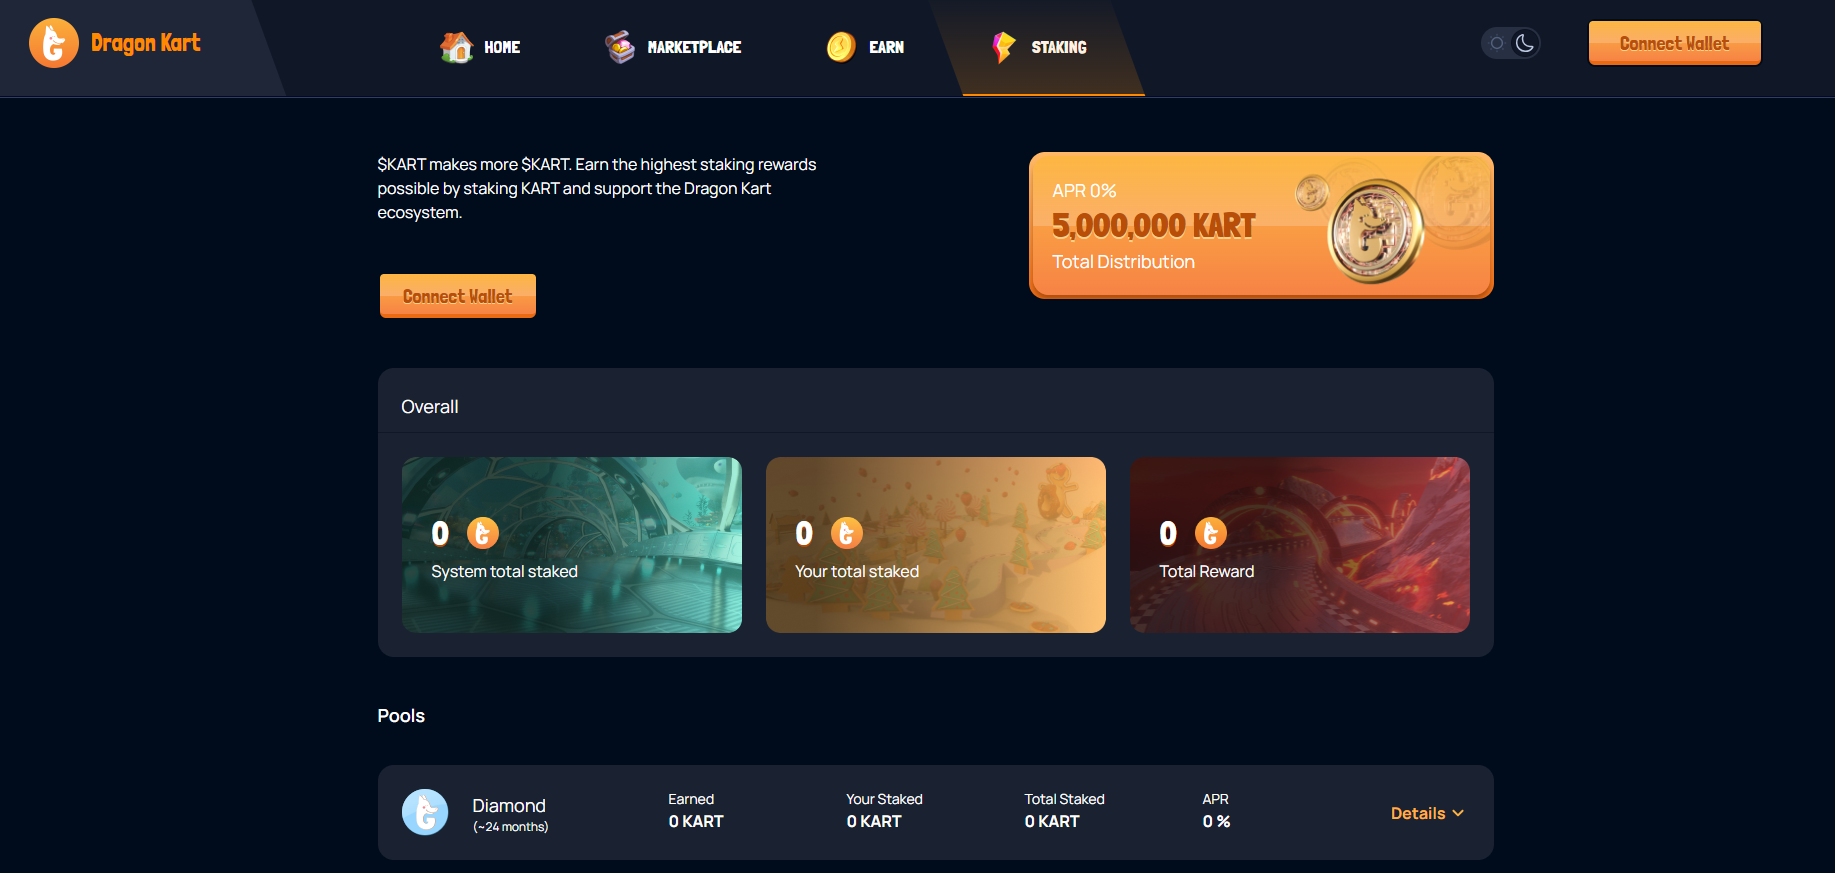 Dragon Kart
HOME
MARKETPLACE
EARN
STAKING
Connect Wallet
$KART makes more $KART. Earn the highest staking rewards
possible by staking KART and support the Dragon Kart
ecosystem.
Connect Wallet
APR 0%
5,000,000 KART
Total Distribution
Overall
0
System total staked
0
Your total staked
0
Total Reward
Pools
Diamond
(~24 months)
Earned
0 KART
Your Staked
0 KART
Total Staked
0 KART
APR
0 %
Details